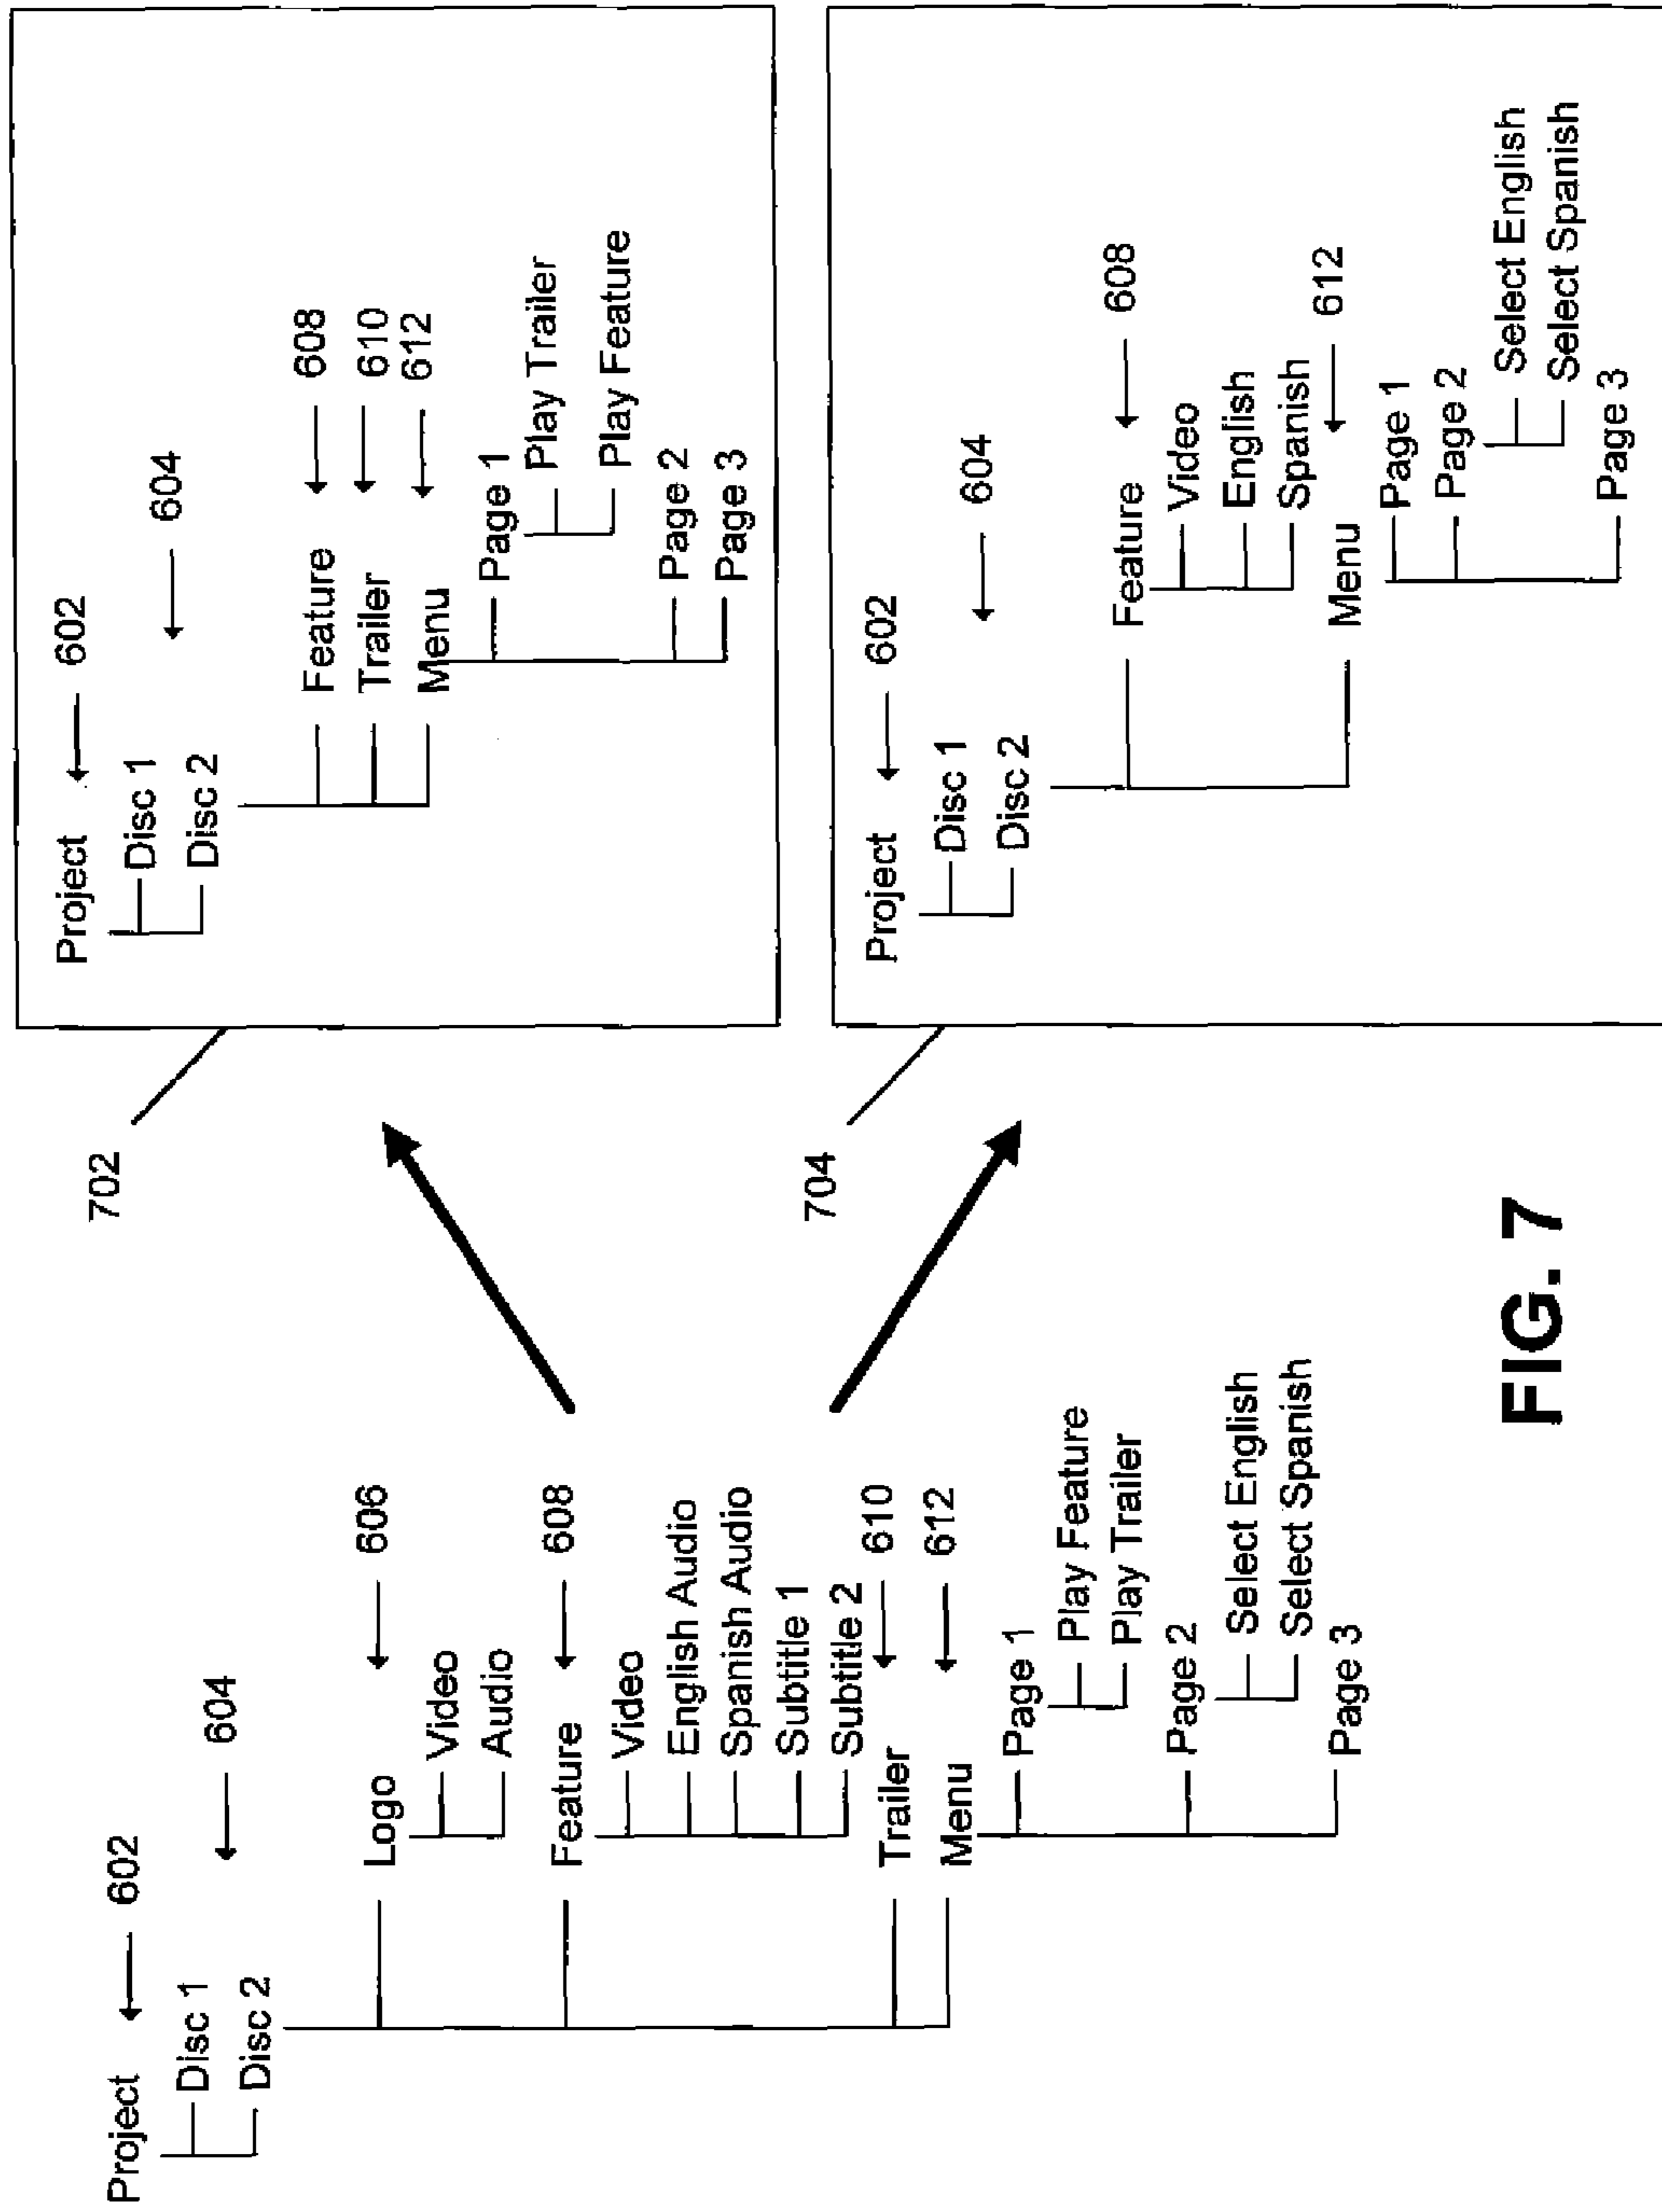 Project 602
Disc 1
Disc 2 604
Logo 606
Video
Audio
Feature 608
Video
English Audio
Spanish Audio
Subtitle 1
Subtitle 2
Trailer 610
Menu 612
Page 1
Play Feature
Play Trailer
Page 2
Select English
Select Spanish
Page 3
702
Project 602
Disc 1
Disc 2 604
Feature 608
Trailer 610
Menu 612
Page 1
Play Trailer
Play Feature
Page 2
Page 3
704
Project 602
Disc 1
Disc 2 604
Feature 608
Video
English
Spanish
Menu 612
Page 1
Page 2
Select English
Select Spanish
Page 3
FIG. 7